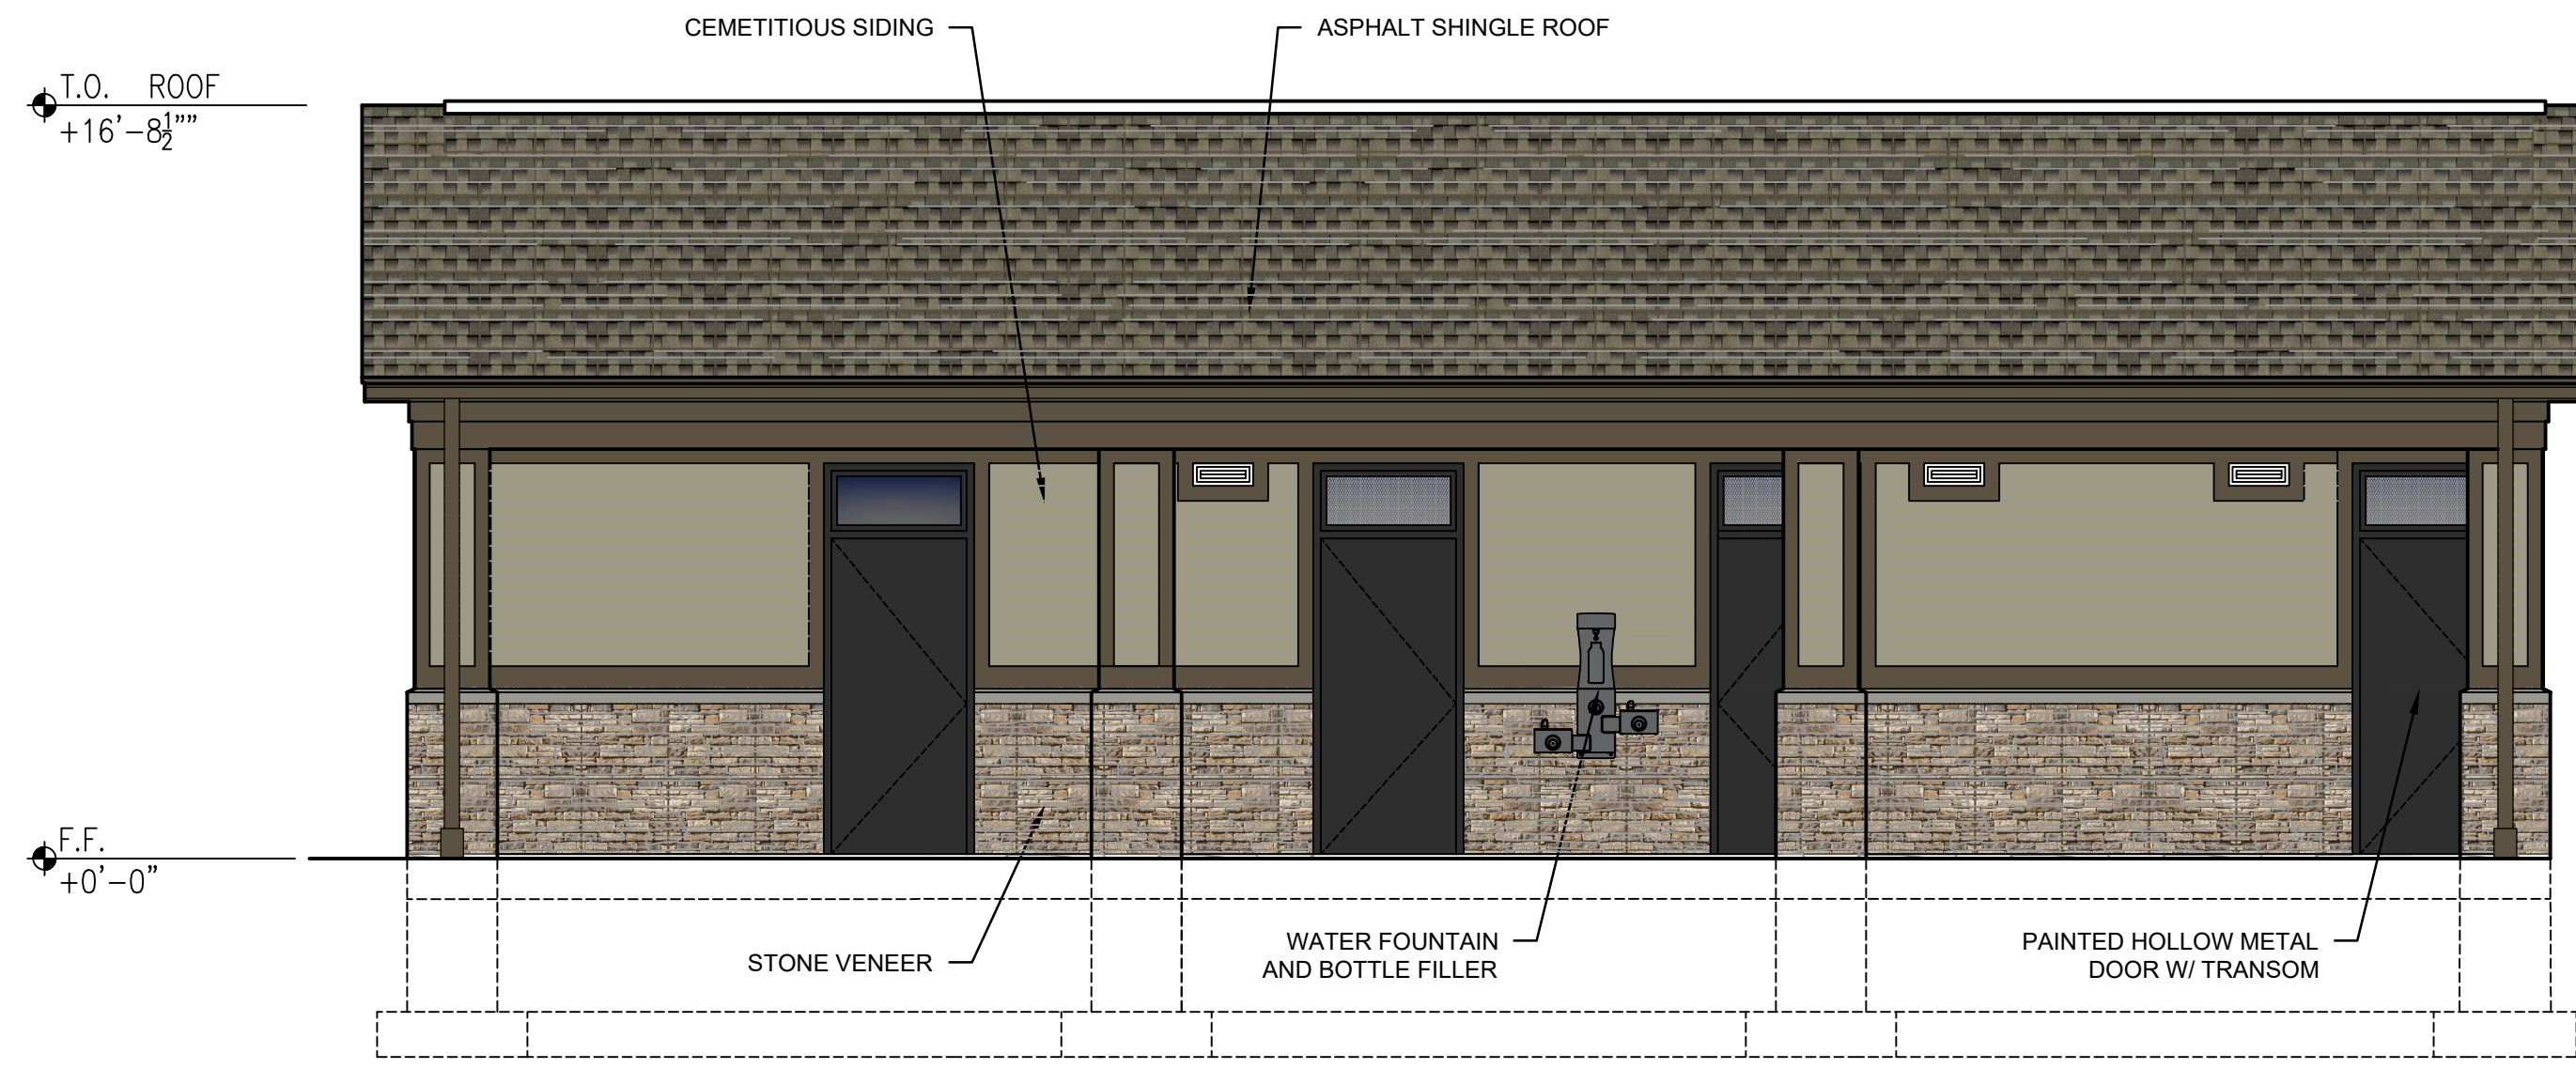 CEMETITIOUS SIDING
ASPHALT SHINGLE ROOF
T.O. ROOF
+16'-8½""
STONE VENEER
WATER FOUNTAIN
AND BOTTLE FILLER
PAINTED HOLLOW METAL
DOOR W/ TRANSOM
F.F.
+0'-0"